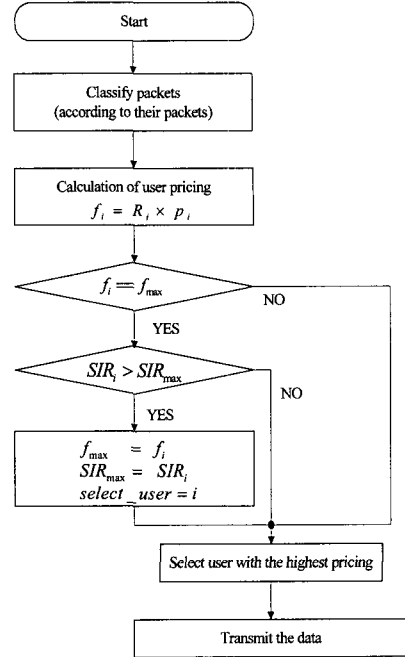 Start
Classify packets
(according to their packets)
Calculation of user pricing
f_i = R_i × p_i
f_i == f_max
NO
YES
SIR_i > SIR_max
NO
YES
f_max = f_i
SIR_max = SIR_i
select_user = i
Select user with the highest pricing
Transmit the data